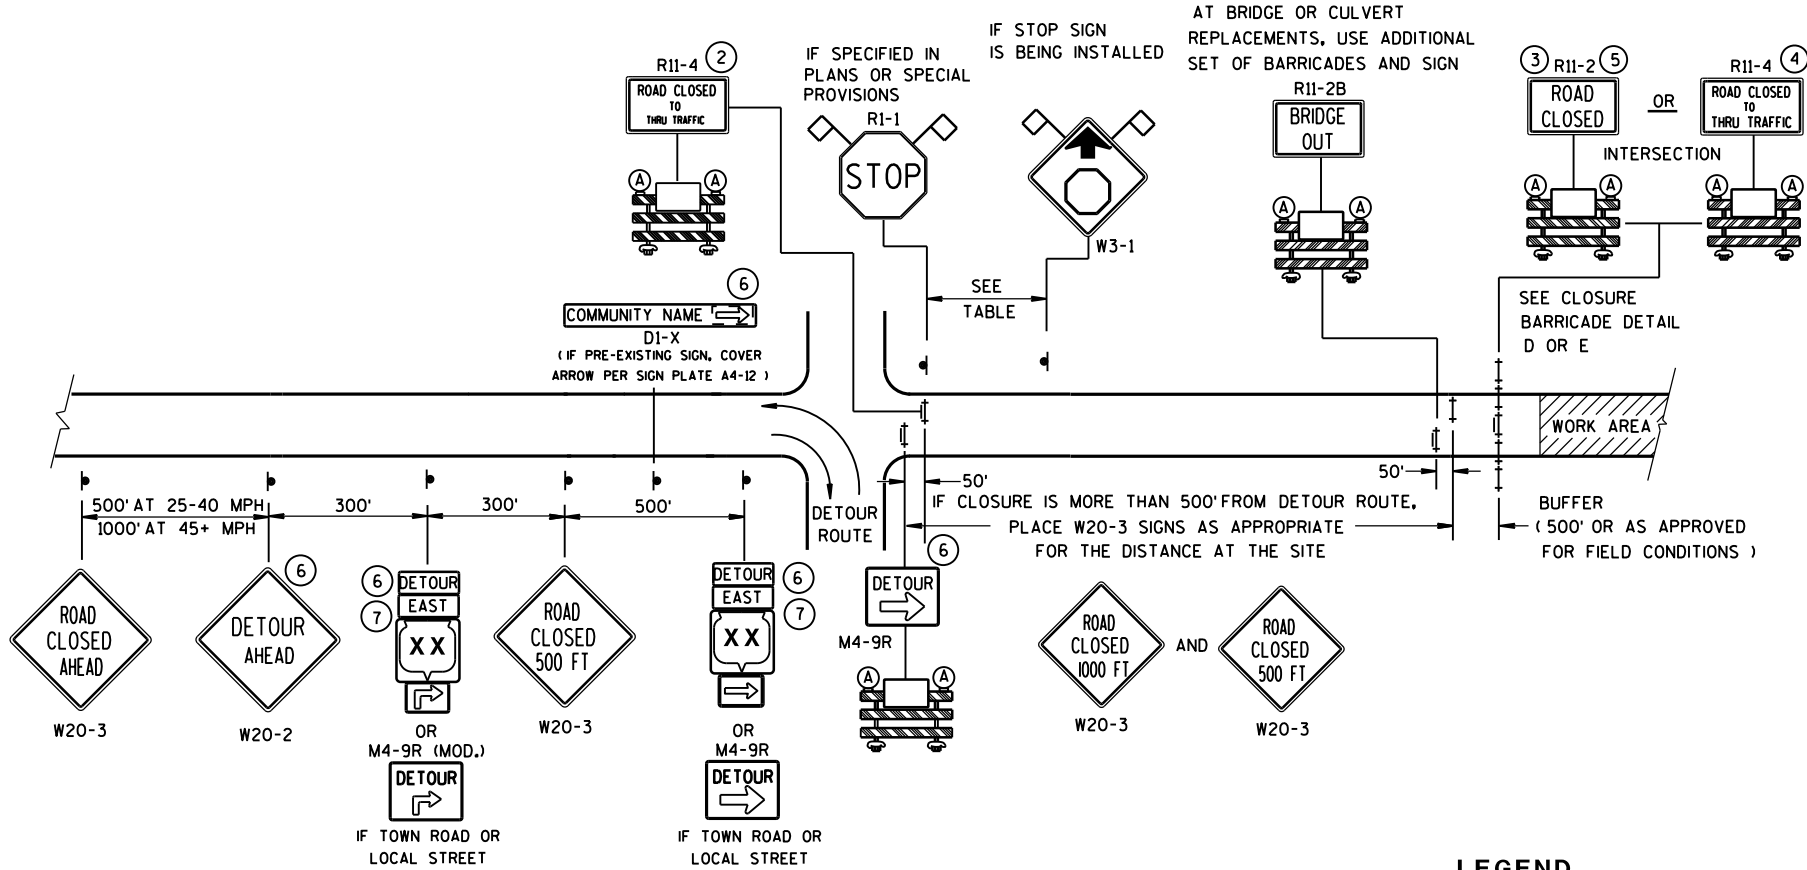 R11-4
2
ROAD CLOSED
TO
THRU TRAFFIC
A
A
IF SPECIFIED IN
PLANS OR SPECIAL
PROVISIONS
R1-1
STOP
IF STOP SIGN
IS BEING INSTALLED
W3-1
SEE
TABLE
AT BRIDGE OR CULVERT
REPLACEMENTS, USE ADDITIONAL
SET OF BARRICADES AND SIGN
R11-2B
BRIDGE
OUT
A
A
3
R11-2
5
ROAD
CLOSED
OR
R11-4
4
ROAD CLOSED
TO
THRU TRAFFIC
INTERSECTION
A
A
A
A
SEE CLOSURE
BARRICADE DETAIL
D OR E
6
COMMUNITY NAME
D1-X
(IF PRE-EXISTING SIGN, COVER
ARROW PER SIGN PLATE A4-12)
WORK AREA
500' AT 25-40 MPH
1000' AT 45+ MPH
300'
300'
500'
DETOUR
ROUTE
50'
IF CLOSURE IS MORE THAN 500' FROM DETOUR ROUTE,
PLACE W20-3 SIGNS AS APPROPRIATE
FOR THE DISTANCE AT THE SITE
50'
BUFFER
(500' OR AS APPROVED
FOR FIELD CONDITIONS)
ROAD
CLOSED
AHEAD
W20-3
6
DETOUR
AHEAD
W20-2
6
DETOUR
7
EAST
XX
OR
M4-9R (MOD.)
DETOUR
IF TOWN ROAD OR
LOCAL STREET
ROAD
CLOSED
500 FT
W20-3
DETOUR
6
EAST
7
XX
OR
M4-9R
DETOUR
IF TOWN ROAD OR
LOCAL STREET
6
DETOUR
M4-9R
A
A
ROAD
CLOSED
1000 FT
W20-3
AND
ROAD
CLOSED
500 FT
W20-3
LEGEND